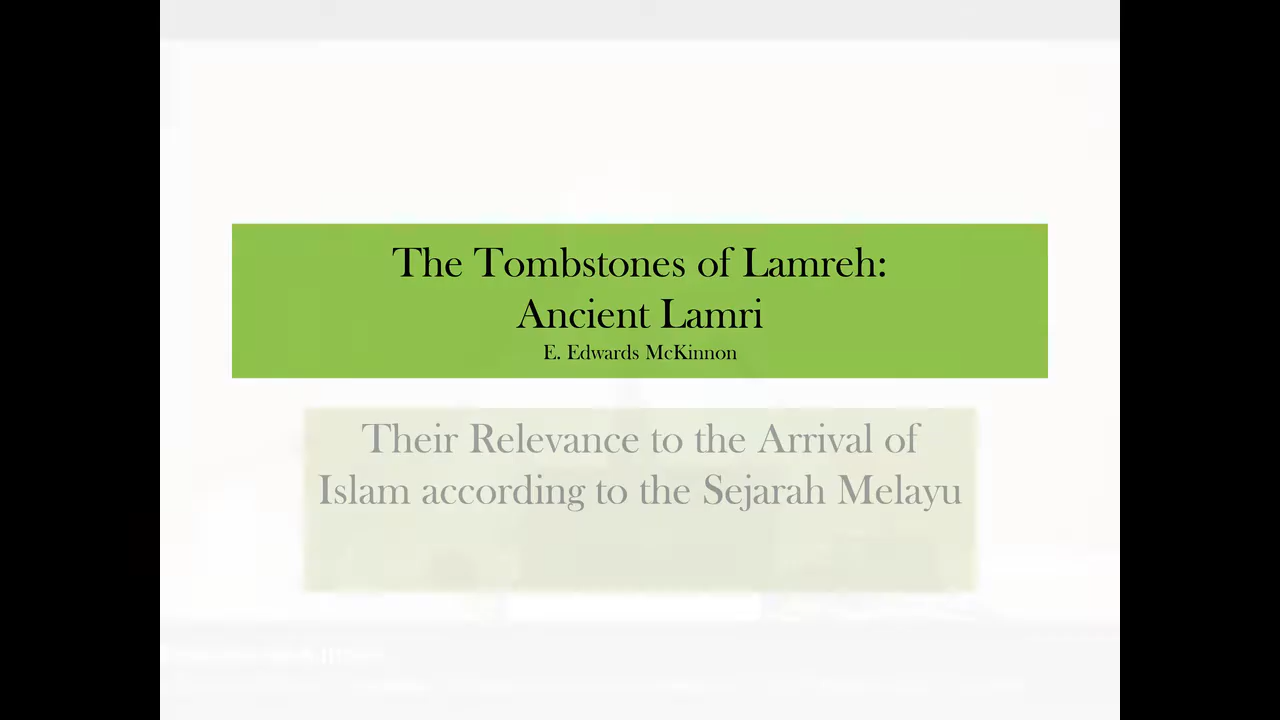 The Tombstones of Lamreh:
Ancient Lamri
E. Edwards McKinnon
Their Relevance to the Arrival of
Islam according to the Sejarah Melayu